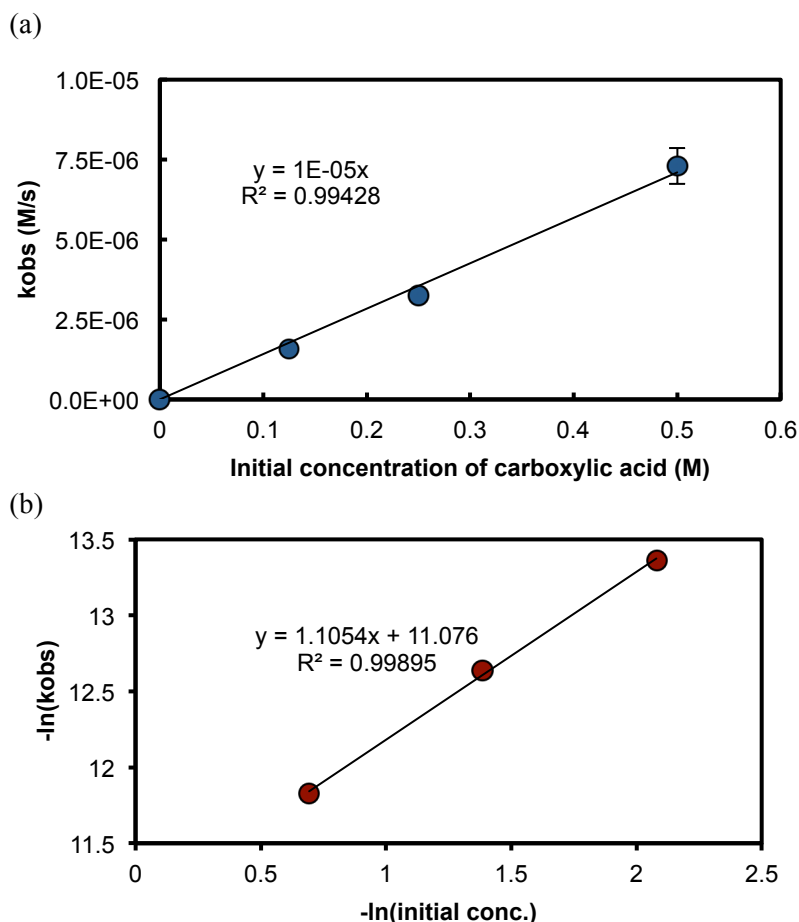 (a)
1.0E-05
7.5E-06
5.0E-06
2.5E-06
0.0E+00
kobs (M/s)
y = 1E-05x
R² = 0.99428
0 0.1 0.2 0.3 0.4 0.5 0.6
Initial concentration of carboxylic acid (M)
(b)
13.5
13
12.5
12
11.5
-ln(kobs)
y = 1.1054x + 11.076
R² = 0.99895
0 0.5 1 1.5 2 2.5
-ln(initial conc.)